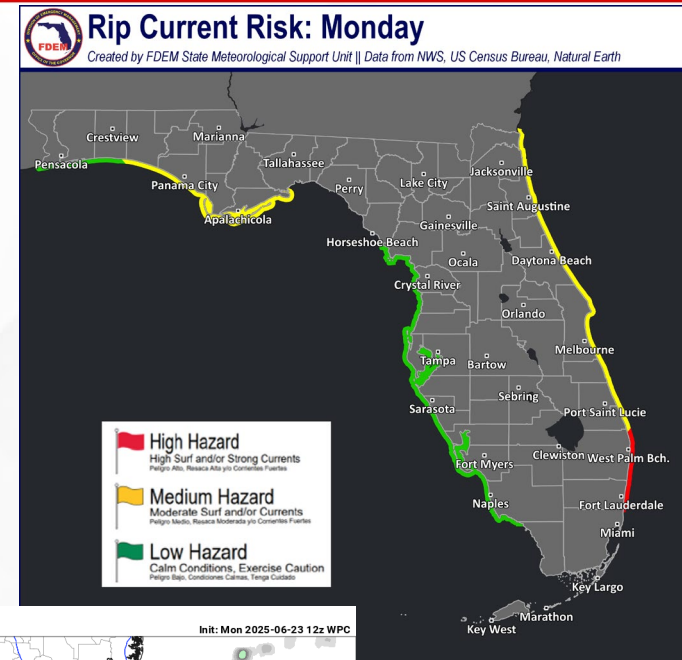 Rip Current Risk: Monday
Created by FDEM State Meteorological Support Unit || Data from NWS, US Census Bureau, Natural Earth
FDEM
Crestview
Marianna
Pensacola
Tallahassee
Panama City
Apalachicola
Perry
Lake City
Jacksonville
Saint Augustine
Gainesville
Horseshoe Beach
Ocala
Daytona Beach
Crystal River
Orlando
Tampa
Bartow
Melbourne
Sebring
Sarasota
Port Saint Lucie
Fort Myers
Clewiston
West Palm Bch.
Naples
Fort Lauderdale
Miami
Key Largo
Marathon
Key West
High Hazard
High Surf and/or Strong Currents
Peligro Alto, Resaca Alta y/o Corrientes Fuertes
Medium Hazard
Moderate Surf and/or Currents
Peligro Medio, Resaca Moderada y/o Corrientes Fuertes
Low Hazard
Calm Conditions, Exercise Caution
Peligro Bajo, Condiciones Calmas, Tenga Cuidado
Init: Mon 2025-06-23 12z WPC